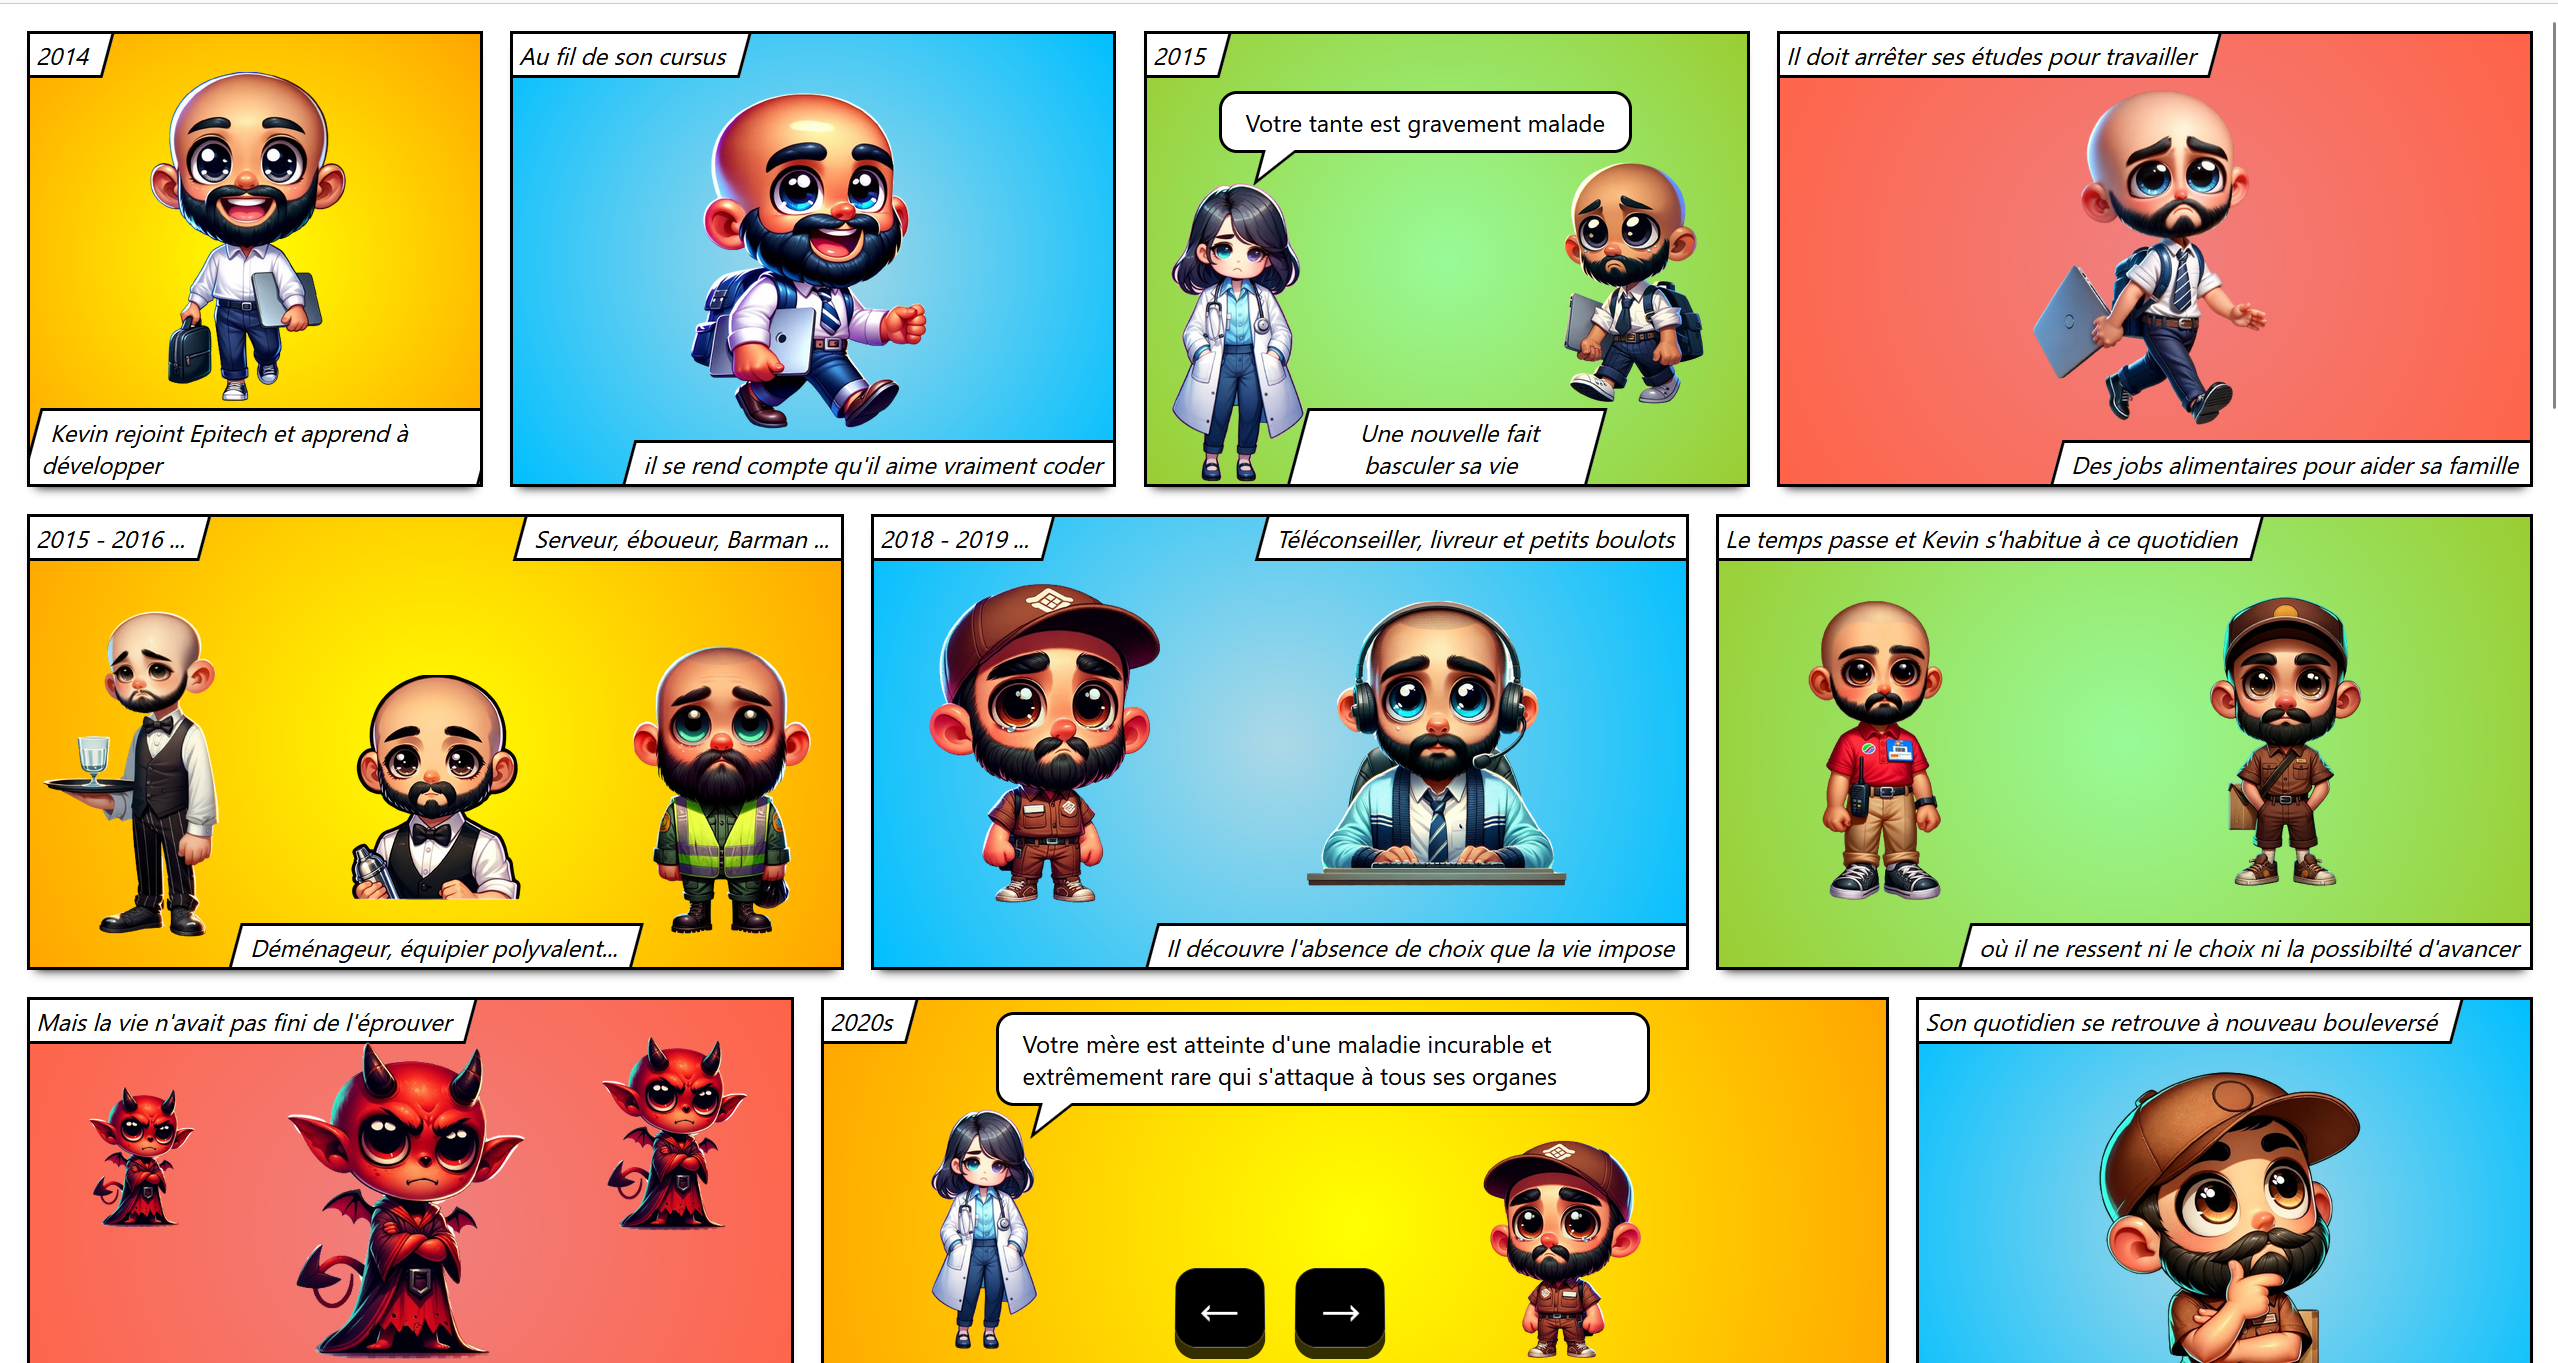 2014
Kevin rejoint Epitech et apprend à
développer
Au fil de son cursus
il se rend compte qu'il aime vraiment coder
2015
Votre tante est gravement malade
Une nouvelle fait
basculer sa vie
Il doit arrêter ses études pour travailler
Des jobs alimentaires pour aider sa famille
2015 - 2016 ...
Serveur, éboueur, Barman ...
Déménageur, équipier polyvalent...
2018 - 2019 ...
Téléconseiller, livreur et petits boulots
Il découvre l'absence de choix que la vie impose
Le temps passe et Kevin s'habitue à ce quotidien
où il ne ressent ni le choix ni la possibilté d'avancer
Mais la vie n'avait pas fini de l'éprouver
2020s
Votre mère est atteinte d'une maladie incurable et
extrêmement rare qui s'attaque à tous ses organes
Son quotidien se retrouve à nouveau bouleversé